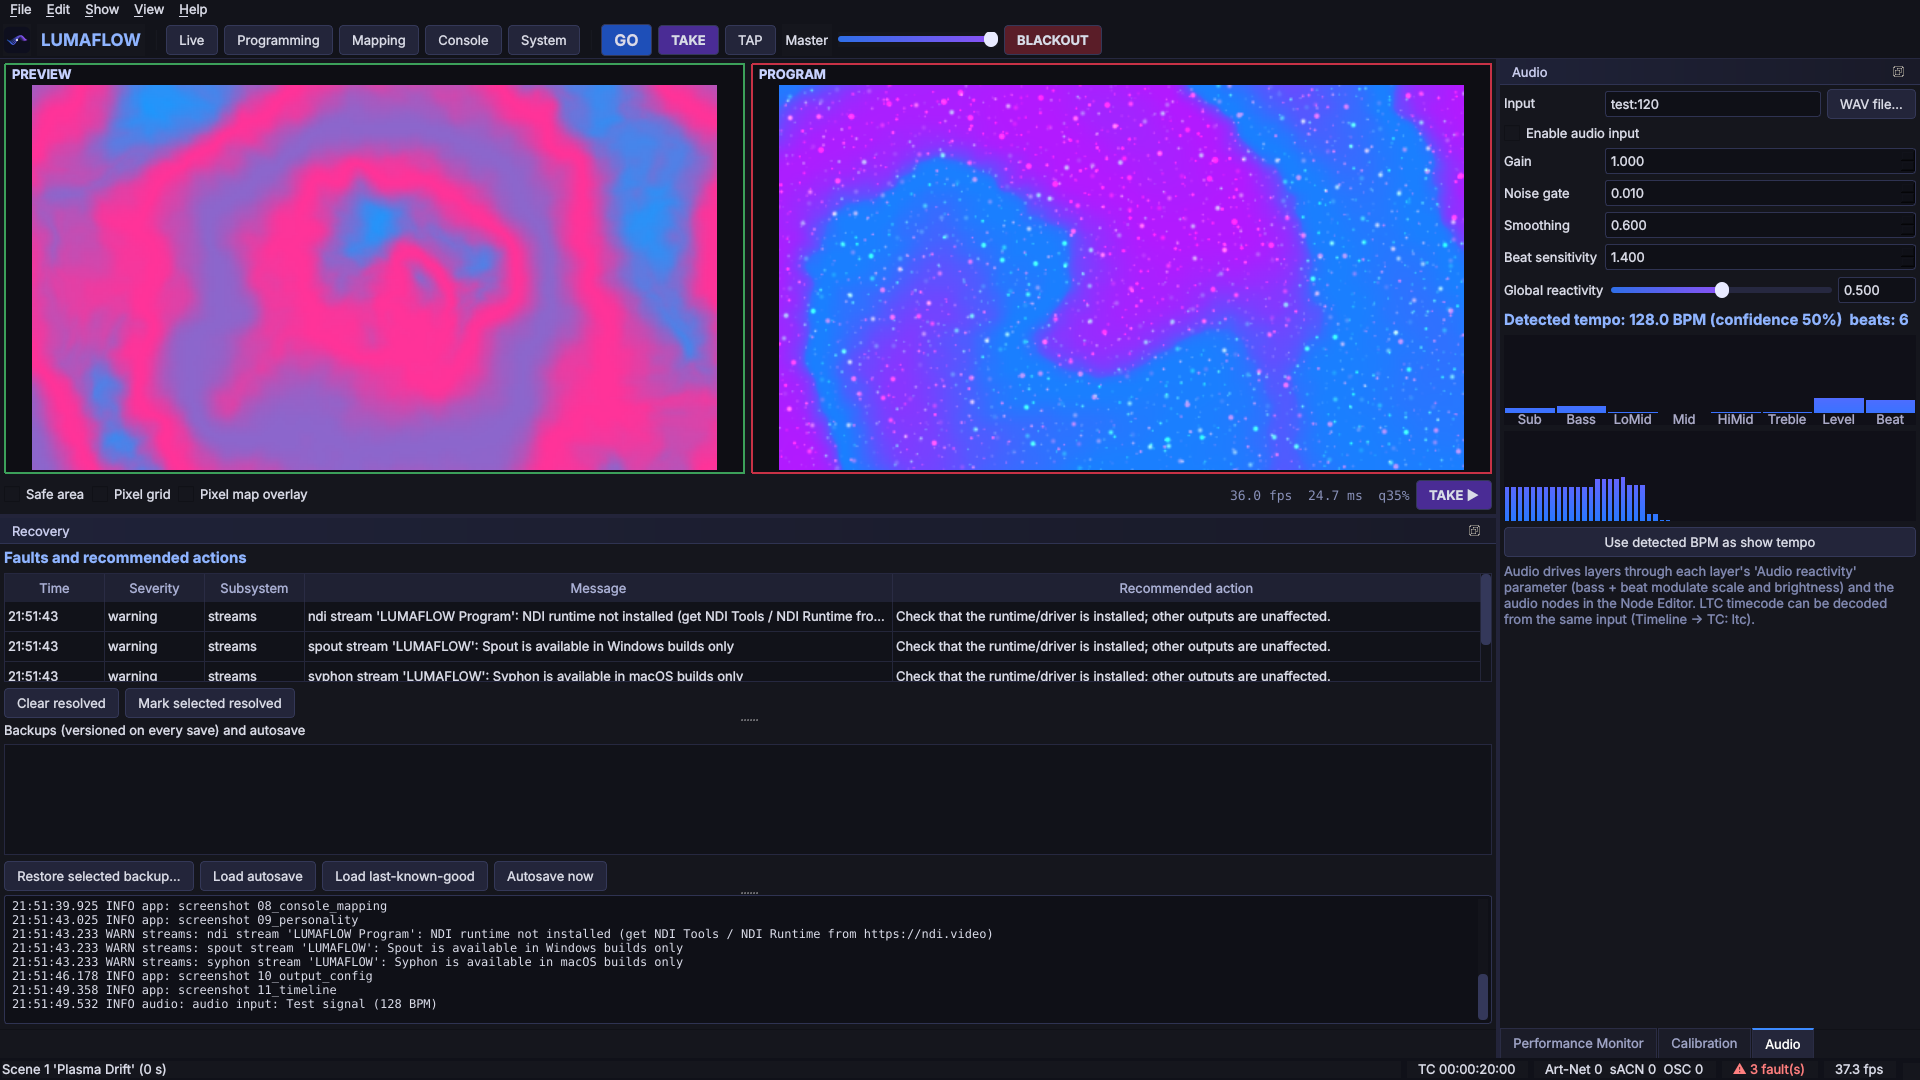 File Edit Show View Help
LUMAFLOW Live Programming Mapping Console System GO TAKE TAP Master BLACKOUT
PREVIEW
PROGRAM
Safe area Pixel grid Pixel map overlay 36.0 fps 24.7 ms q35% TAKE ▶
Recovery
Faults and recommended actions
Time Severity Subsystem Message Recommended action
21:51:43 warning streams ndi stream 'LUMAFLOW Program': NDI runtime not installed (get NDI Tools / NDI Runtime fro... Check that the runtime/driver is installed; other outputs are unaffected.
21:51:43 warning streams spout stream 'LUMAFLOW': Spout is available in Windows builds only Check that the runtime/driver is installed; other outputs are unaffected.
21:51:43 warning streams syphon stream 'LUMAFLOW': Syphon is available in macOS builds only Check that the runtime/driver is installed; other outputs are unaffected.
Clear resolved Mark selected resolved
Backups (versioned on every save) and autosave
Restore selected backup... Load autosave Load last-known-good Autosave now
21:51:39.925 INFO app: screenshot 08_console_mapping
21:51:43.025 INFO app: screenshot 09_personality
21:51:43.233 WARN streams: ndi stream 'LUMAFLOW Program': NDI runtime not installed (get NDI Tools / NDI Runtime from https://ndi.video)
21:51:43.233 WARN streams: spout stream 'LUMAFLOW': Spout is available in Windows builds only
21:51:43.233 WARN streams: syphon stream 'LUMAFLOW': Syphon is available in macOS builds only
21:51:46.178 INFO app: screenshot 10_output_config
21:51:49.358 INFO app: screenshot 11_timeline
21:51:49.532 INFO audio: audio input: Test signal (128 BPM)
Audio
Input test:120 WAV file...
Enable audio input
Gain 1.000
Noise gate 0.010
Smoothing 0.600
Beat sensitivity 1.400
Global reactivity 0.500
Detected tempo: 128.0 BPM (confidence 50%) beats: 6
Sub Bass LoMid Mid HiMid Treble Level Beat
Use detected BPM as show tempo
Audio drives layers through each layer's 'Audio reactivity'
parameter (bass + beat modulate scale and brightness) and the
audio nodes in the Node Editor. LTC timecode can be decoded
from the same input (Timeline → TC: ltc).
Performance Monitor Calibration Audio
Scene 1 'Plasma Drift' (0 s) TC 00:00:20:00 Art-Net 0 sACN 0 OSC 0 ▲ 3 fault(s) 37.3 fps